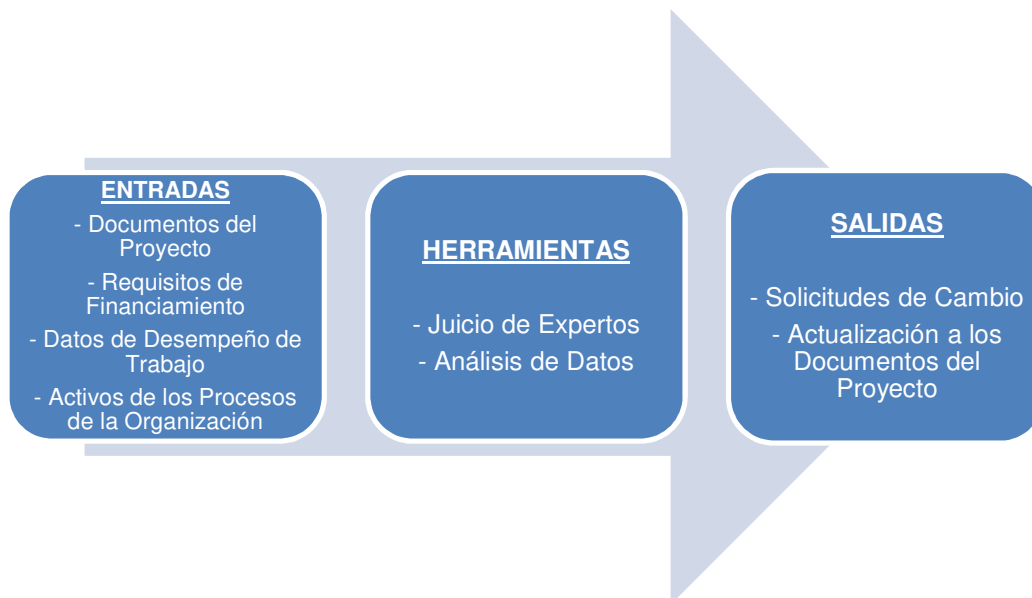 ENTRADAS
- Documentos del
Proyecto
- Requisitos de
Financiamiento
- Datos de Desempeño de
Trabajo
- Activos de los Procesos
de la Organización
HERRAMIENTAS
- Juicio de Expertos
- Análisis de Datos
SALIDAS
- Solicitudes de Cambio
- Actualización a los
Documentos del
Proyecto